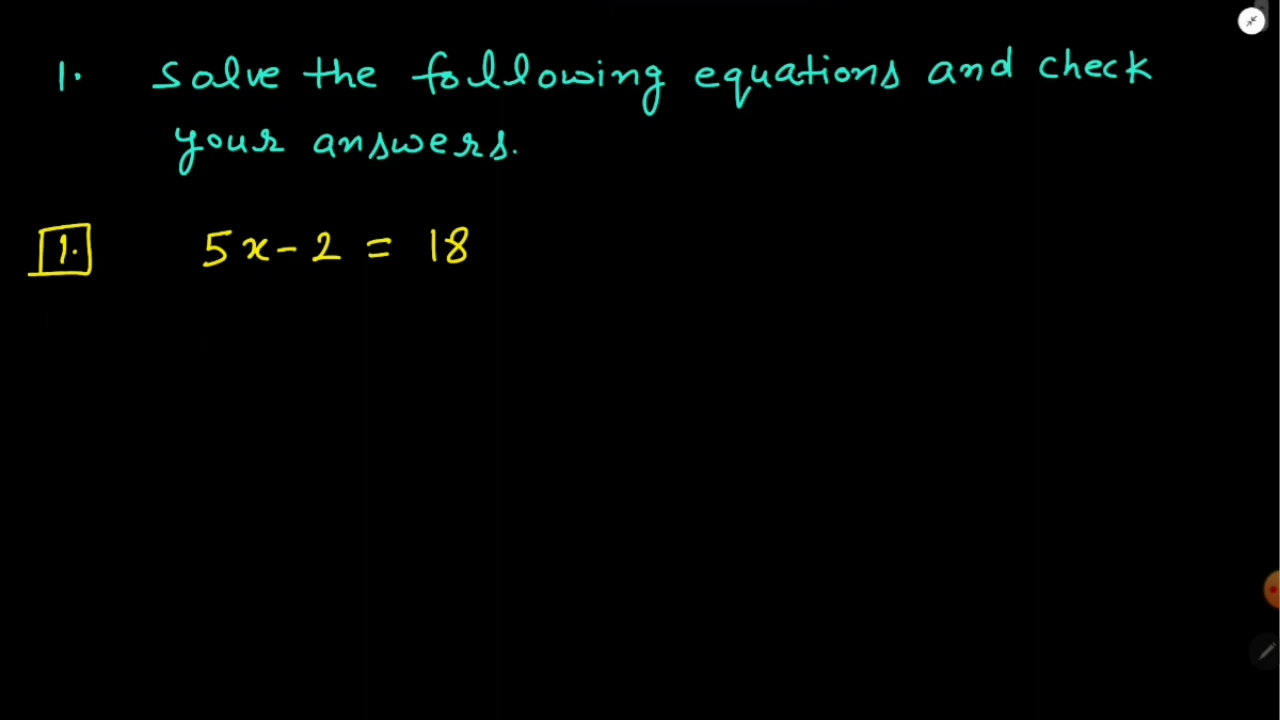 1. Solve the following equations and check
your answers.
1. 5x - 2 = 18